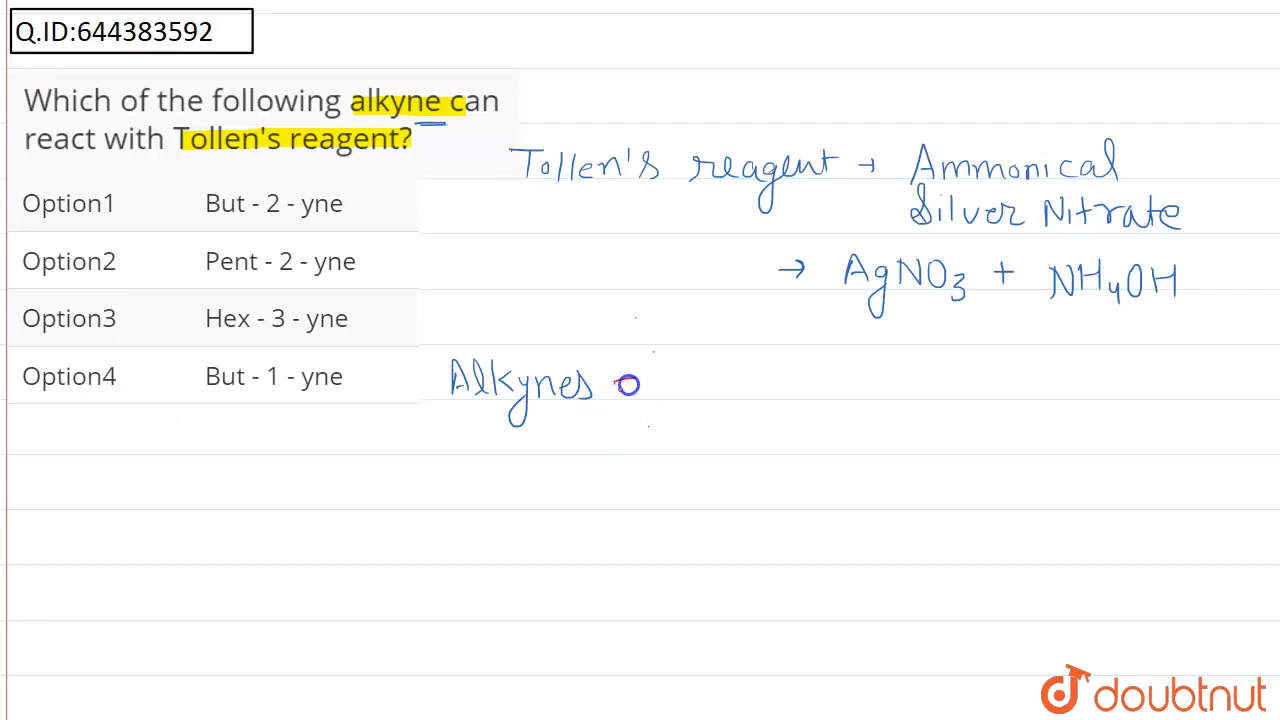 Q.ID:644383592
Which of the following alkyne can
react with Tollen's reagent?
Tollen's reagent → Ammonical
Silver Nitrate
→ AgNO3 + NH4OH
Option1 But - 2 - yne
Option2 Pent - 2 - yne
Option3 Hex - 3 - yne
Option4 But - 1 - yne
Alkynes
doubtnut